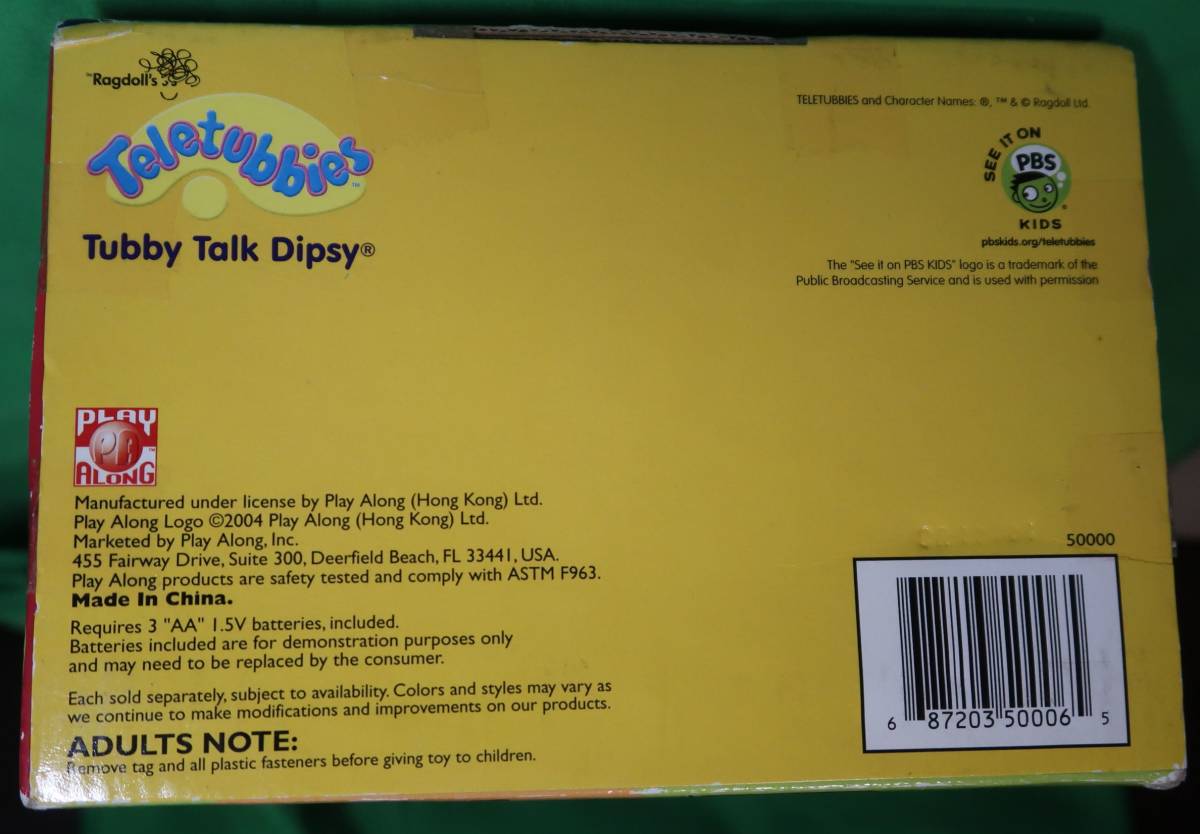 ™Ragdoll's
Teletubbies™
Tubby Talk Dipsy®
TELETUBBIES and Character Names: ®, ™ & © Ragdoll Ltd.
SEE IT ON
PBS
KIDS
pbskids.org/teletubbies
The "See it on PBS KIDS" logo is a trademark of the
Public Broadcasting Service and is used with permission
PLAY
PA™
ALONG
Manufactured under license by Play Along (Hong Kong) Ltd.
Play Along Logo ©2004 Play Along (Hong Kong) Ltd.
Marketed by Play Along, Inc.
455 Fairway Drive, Suite 300, Deerfield Beach, FL 33441, USA.
Play Along products are safety tested and comply with ASTM F963.
Made In China.
Requires 3 "AA" 1.5V batteries, included.
Batteries included are for demonstration purposes only
and may need to be replaced by the consumer.
Each sold separately, subject to availability. Colors and styles may vary as
we continue to make modifications and improvements on our products.
ADULTS NOTE:
Remove tag and all plastic fasteners before giving toy to children.
50000
6 87203 50006 5